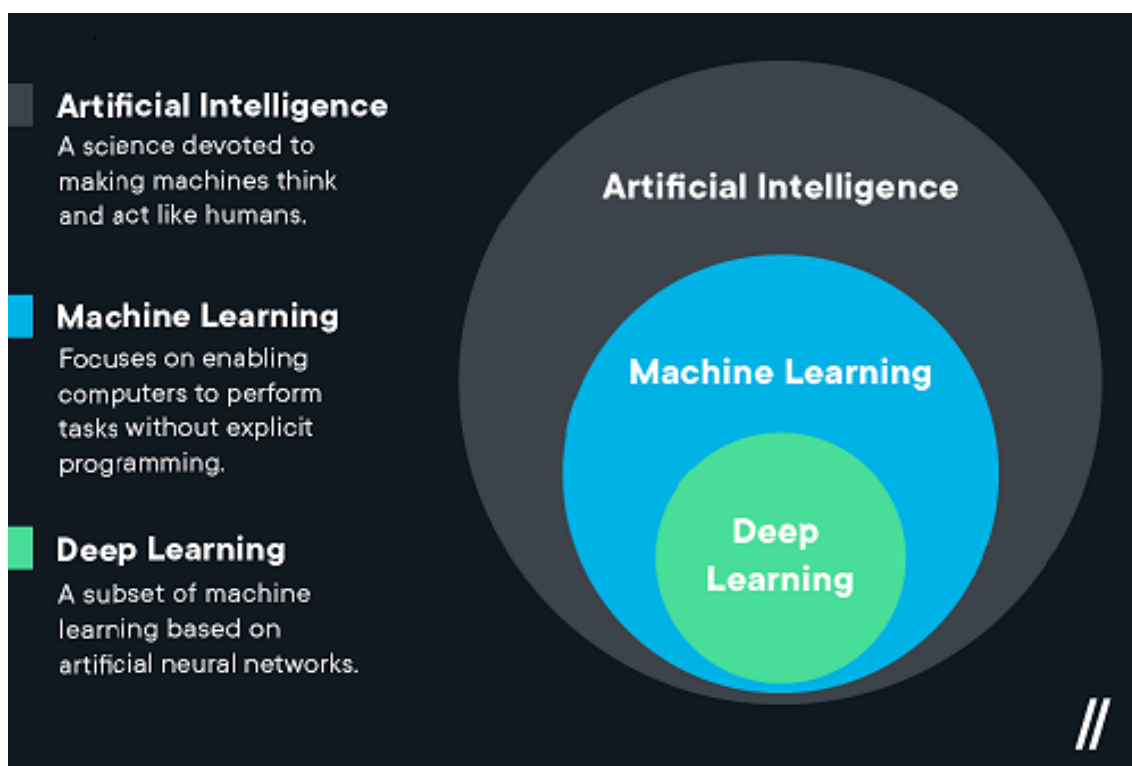 Artificial Intelligence
A science devoted to
making machines think
and act like humans.
Machine Learning
Focuses on enabling
computers to perform
tasks without explicit
programming.
Deep Learning
A subset of machine
learning based on
artificial neural networks.
Artificial Intelligence
Machine Learning
Deep
Learning
//